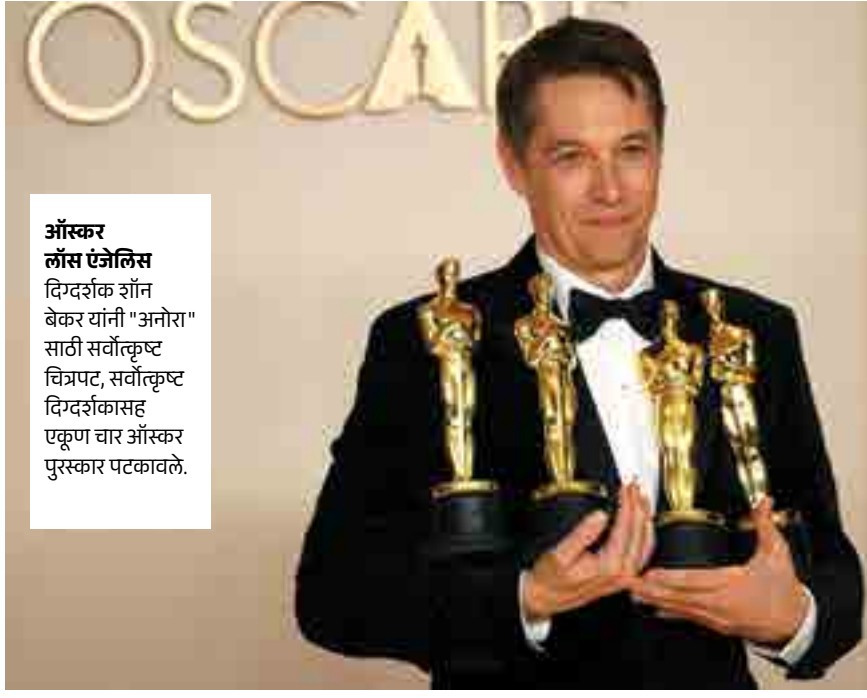 OSCAR
ऑस्कर
लॉस एंजेलिस
दिग्दर्शक शॉन
बेकर यांनी "अनोरा"
साठी सर्वोत्कृष्ट
चित्रपट, सर्वोत्कृष्ट
दिग्दर्शकासह
एकूण चार ऑस्कर
पुरस्कार पटकावले.